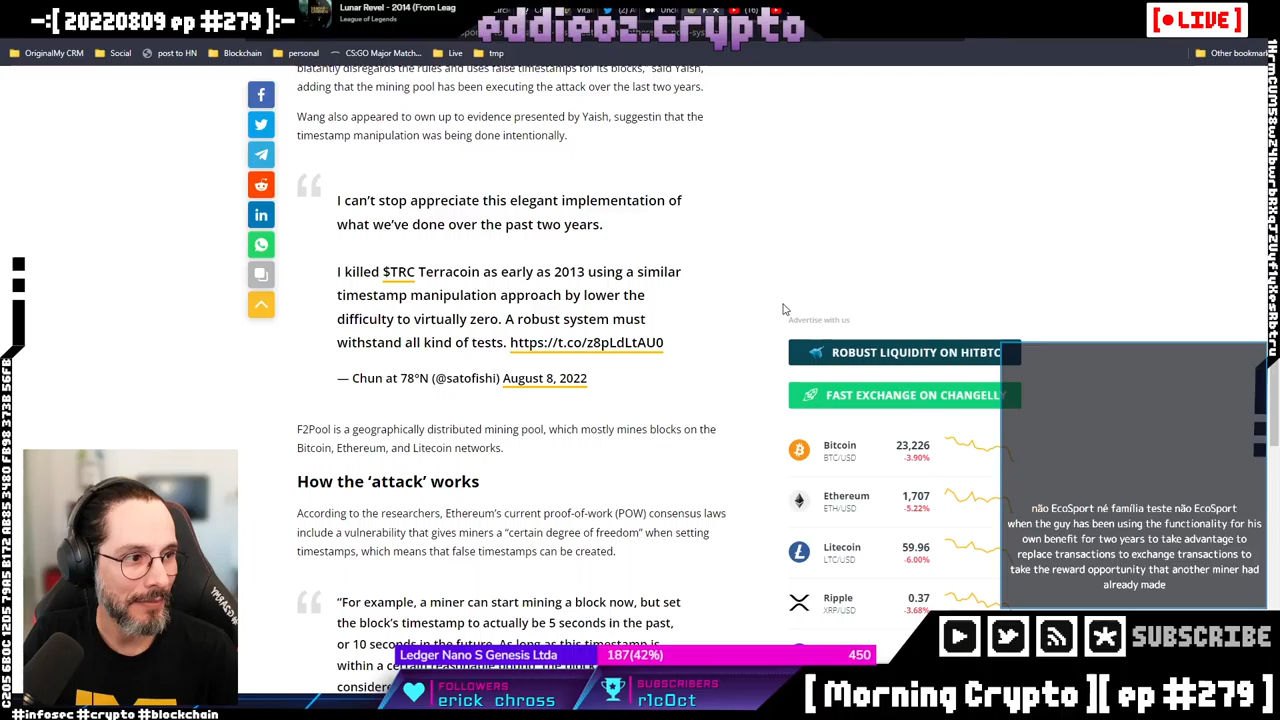 -:[ 20220809 ep #279 ]:-
Lunar Revel - 2014 (From Leag
League of Legends
eddieoz.crypto
[ • LIVE ]
OriginalMy CRM
Social
post to HN
Blockchain
personal
CS:GO Major Match...
Live
tmp
Other bookmar
blatantly disregards the rules and uses false timestamps for its blocks," said Yaish,
adding that the mining pool has been executing the attack over the last two years.
Wang also appeared to own up to evidence presented by Yaish, suggestin that the
timestamp manipulation was being done intentionally.
I can't stop appreciate this elegant implementation of
what we've done over the past two years.
I killed $TRC Terracoin as early as 2013 using a similar
timestamp manipulation approach by lower the
difficulty to virtually zero. A robust system must
withstand all kind of tests. https://t.co/z8pLdLtAU0
— Chun at 78°N (@satofishi) August 8, 2022
F2Pool is a geographically distributed mining pool, which mostly mines blocks on the
Bitcoin, Ethereum, and Litecoin networks.
How the 'attack' works
According to the researchers, Ethereum's current proof-of-work (POW) consensus laws
include a vulnerability that gives miners a "certain degree of freedom" when setting
timestamps, which means that false timestamps can be created.
"For example, a miner can start mining a block now, but set
the block's timestamp to actually be 5 seconds in the past,
or 10 seconds in the future. As long as this timestamp is
within a certain reasonable bound, the block
conside
Advertise with us
ROBUST LIQUIDITY ON HITBTC
FAST EXCHANGE ON CHANGELLY
Bitcoin 23,226
BTC/USD -3.90%
Ethereum 1,707
ETH/USD -5.22%
Litecoin 59.96
LTC/USD -6.00%
Ripple 0.37
XRP/USD -3.68%
não EcoSport né família teste não EcoSport
when the guy has been using the functionality for his
own benefit for two years to take advantage to
replace transactions to exchange transactions to
take the reward opportunity that another miner had
already made
Ledger Nano S Genesis Ltda 187(42%) 450
FOLLOWERS
erick chross
SUBSCRIBERS
r1c0ct
SUBSCRIBE
[ Morning Crypto ][ ep #279 ]
#infosec #crypto #blockchain